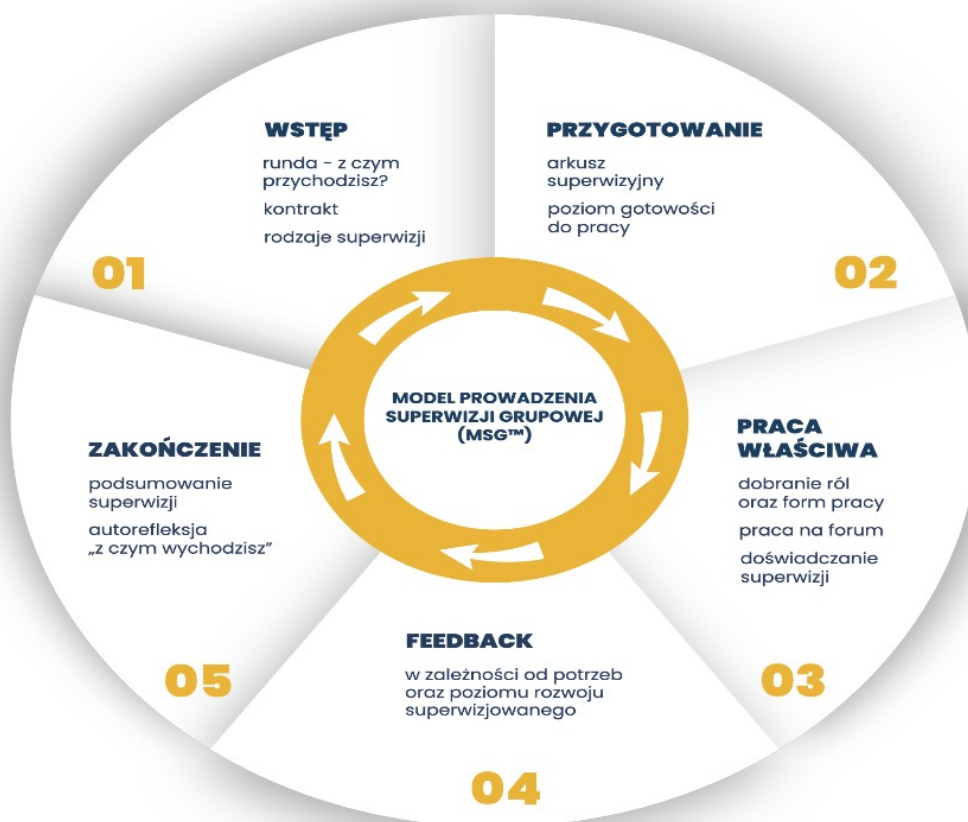 WSTĘP
runda - z czym
przychodzisz?
kontrakt
rodzaje superwizji
01
PRZYGOTOWANIE
arkusz
superwizyjny
poziom gotowości
do pracy
02
MODEL PROWADZENIA
SUPERWIZJI GRUPOWEJ
(MSG™)
PRACA
WŁAŚCIWA
dobranie ról
oraz form pracy
praca na forum
doświadczanie
superwizji
03
FEEDBACK
w zależności od potrzeb
oraz poziomu rozwoju
superwizjowanego
04
ZAKOŃCZENIE
podsumowanie
superwizji
autorefleksja
„z czym wychodzisz”
05